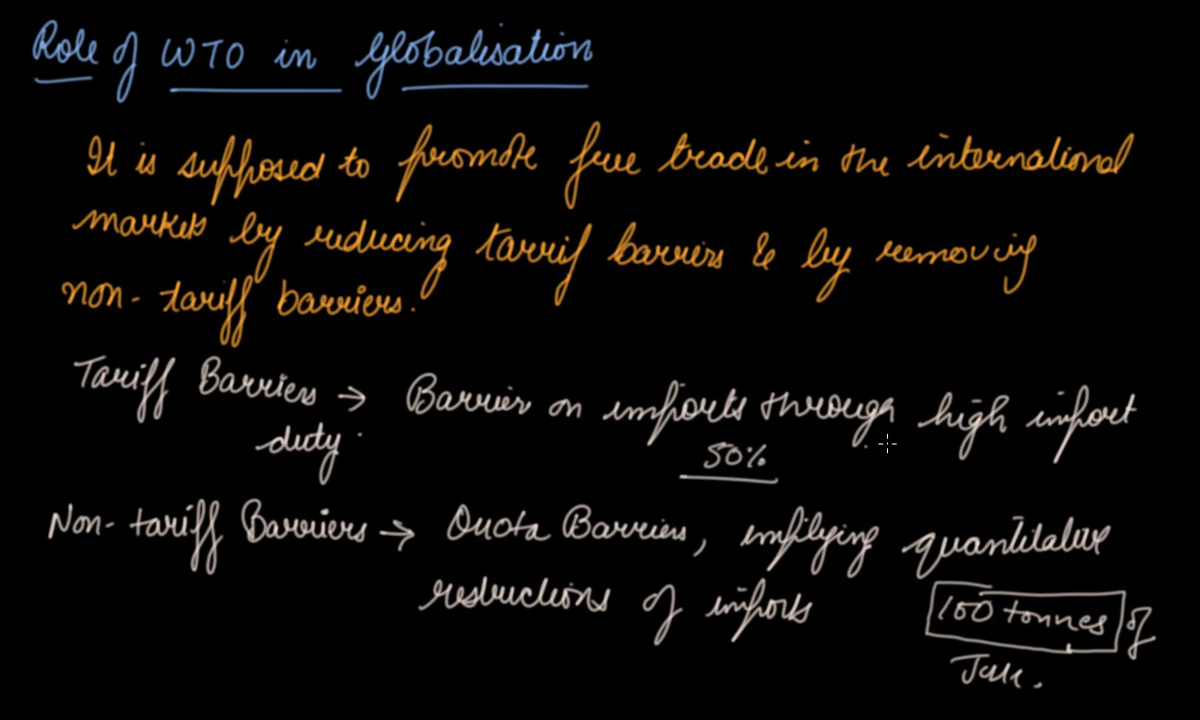 Role of WTO in Globalisation
It is supposed to promote free trade in the international
markets by reducing tarrif barriers & by removing
non-tariff barriers.
Tariff Barriers → Barrier on imports through high import
duty.
50%
Non-tariff Barriers → Quota Barriers, implying quantitative
restrictions of imports
100 tonnes of